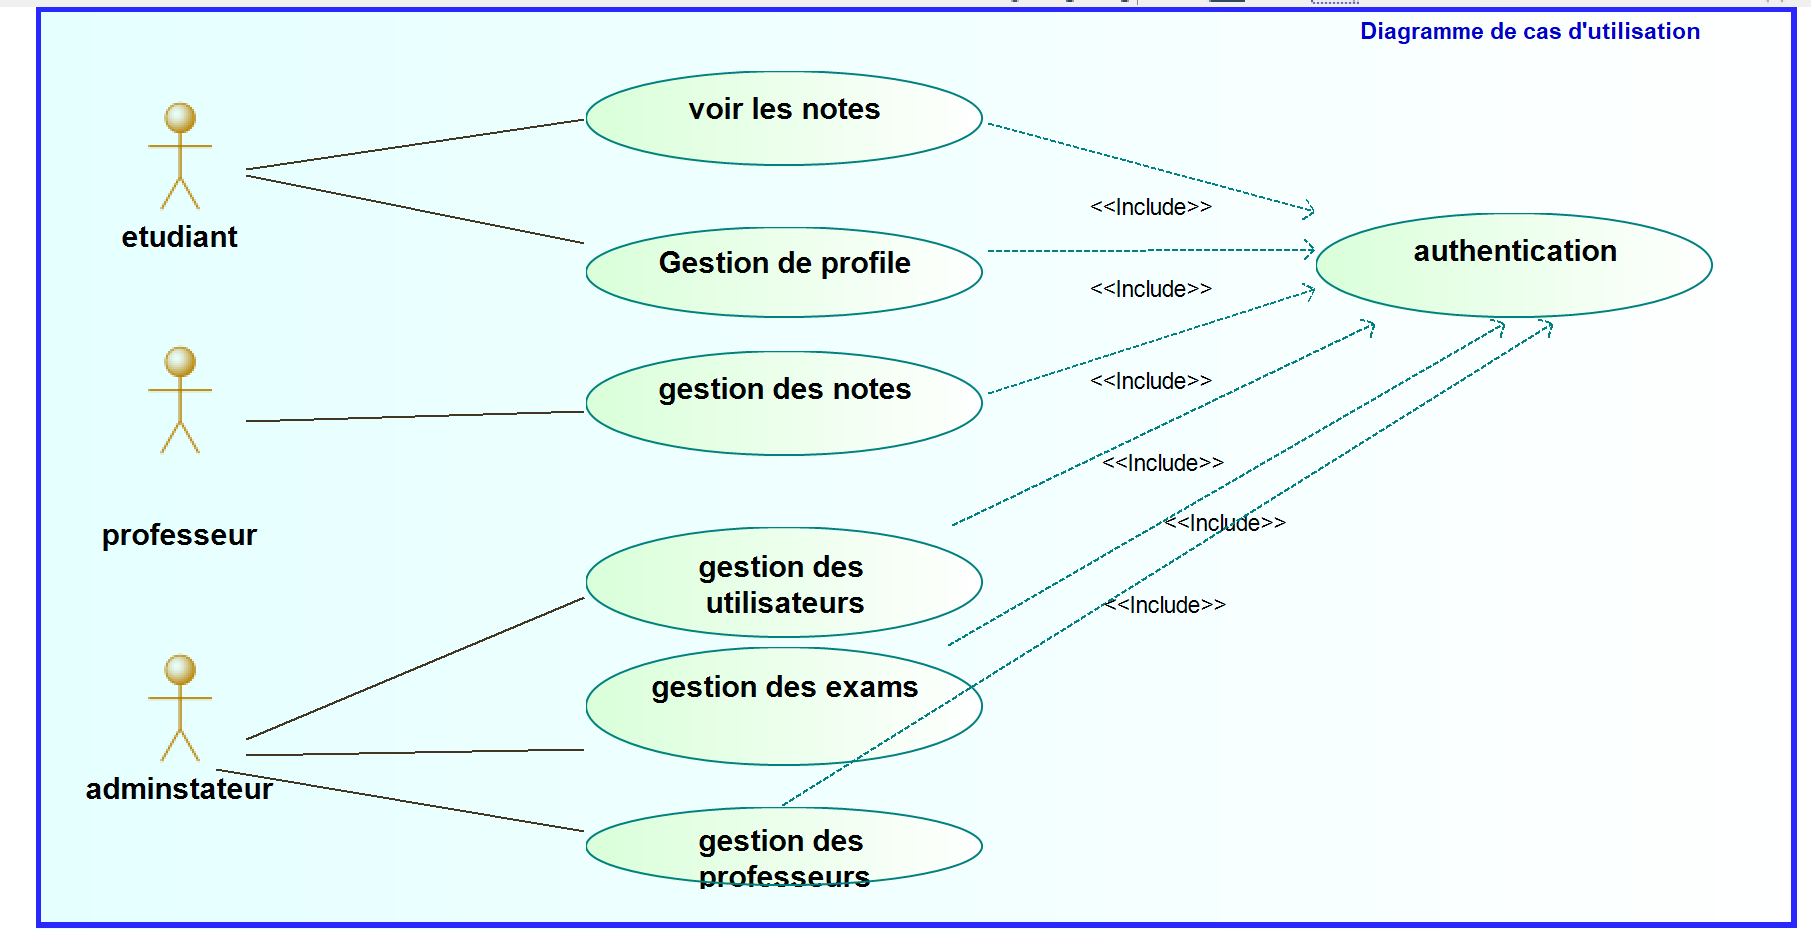 Diagramme de cas d'utilisation
voir les notes
<<Include>>
etudiant
Gestion de profile
authentication
<<Include>>
gestion des notes
<<Include>>
<<Include>>
professeur
<<Include>>
gestion des
utilisateurs
<<Include>>
gestion des exams
adminstateur
gestion des
professeurs